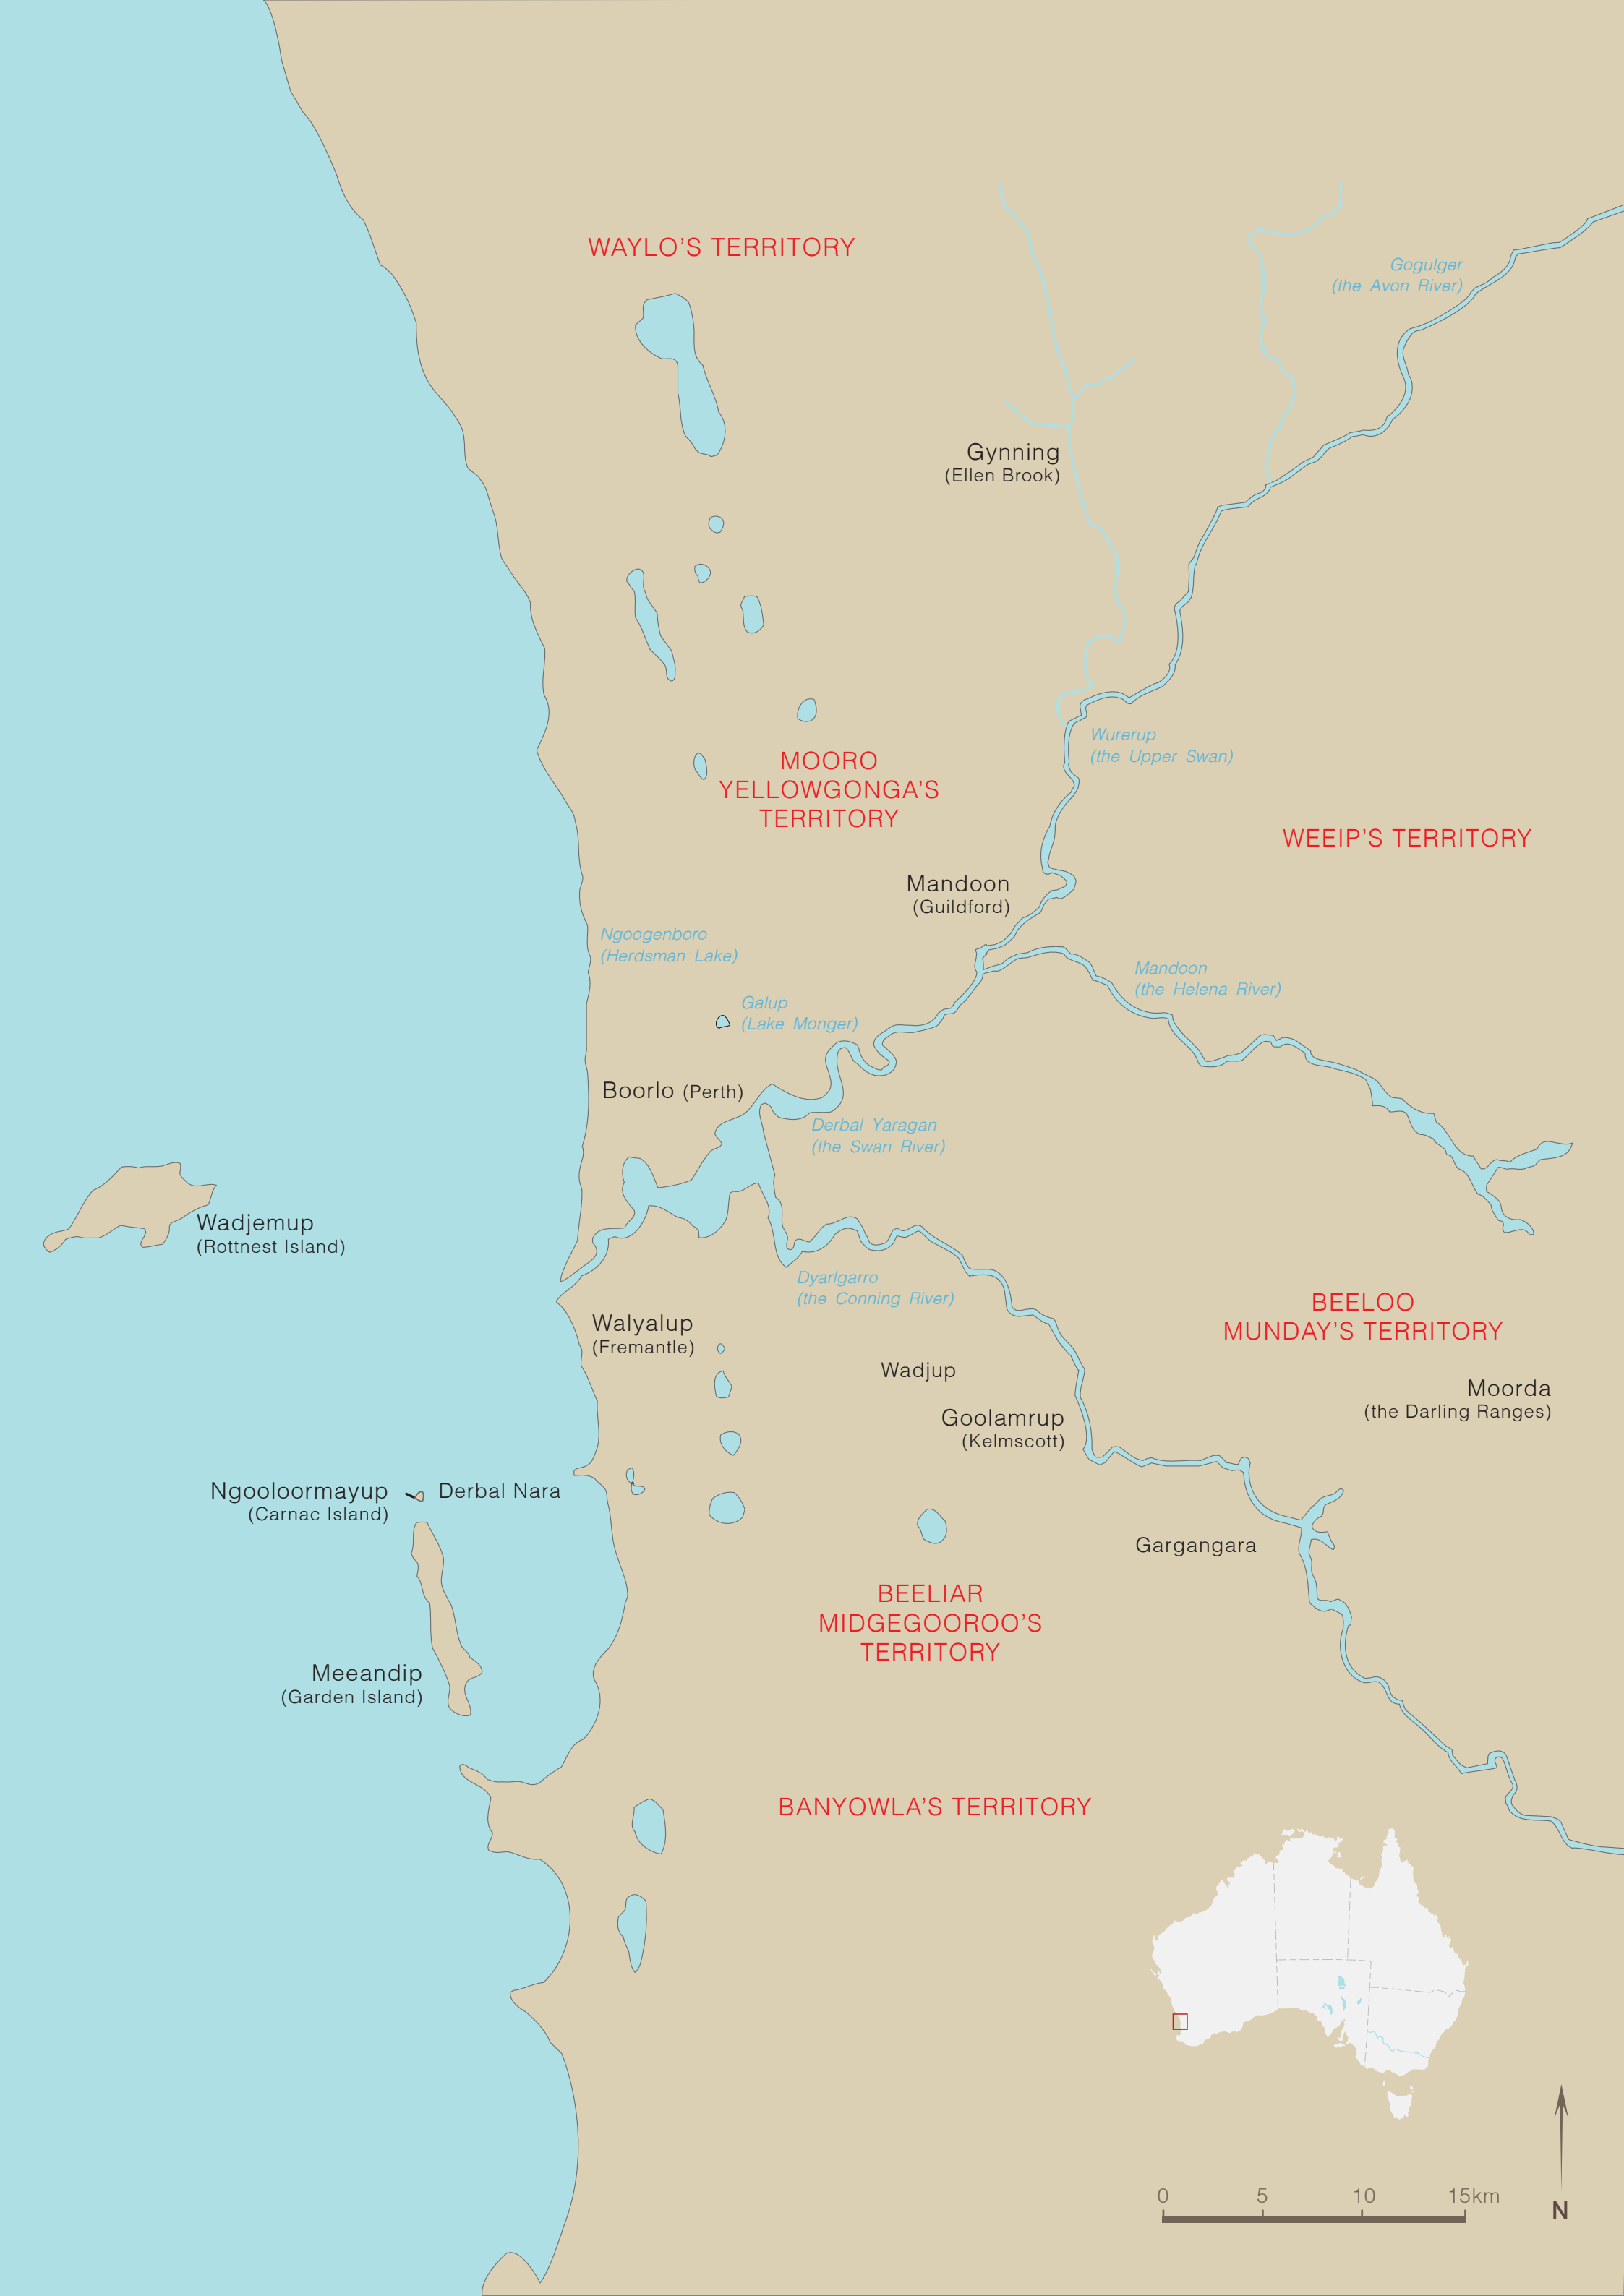 WAYLO'S TERRITORY
Gogulger
(the Avon River)
Gynning
(Ellen Brook)
Wurerup
(the Upper Swan)
MOORO
YELLOWGONGA'S
TERRITORY
WEEIP'S TERRITORY
Mandoon
(Guildford)
Ngoogenboro
(Herdsman Lake)
Mandoon
(the Helena River)
Galup
(Lake Monger)
Boorlo (Perth)
Derbal Yaragan
(the Swan River)
Wadjemup
(Rottnest Island)
Dyarlgarro
(the Conning River)
BEELOO
MUNDAY'S TERRITORY
Walyalup
(Fremantle)
Wadjup
Moorda
(the Darling Ranges)
Goolamrup
(Kelmscott)
Ngooloormayup
(Carnac Island)
Derbal Nara
Gargangara
BEELIAR
MIDGEGOOROO'S
TERRITORY
Meeandip
(Garden Island)
BANYOWLA'S TERRITORY
0 5 10 15km
N